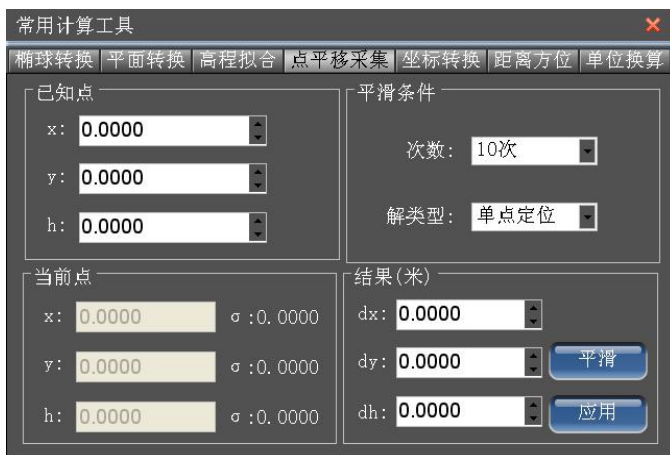 常用计算工具
椭球转换 平面转换 高程拟合 点平移采集 坐标转换 距离方位 单位换算
已知点
x: 0.0000
y: 0.0000
h: 0.0000
平滑条件
次数: 10次
解类型: 单点定位
当前点
x: 0.0000 σ:0.0000
y: 0.0000 σ:0.0000
h: 0.0000 σ:0.0000
结果(米)
dx: 0.0000
dy: 0.0000 平滑
dh: 0.0000 应用